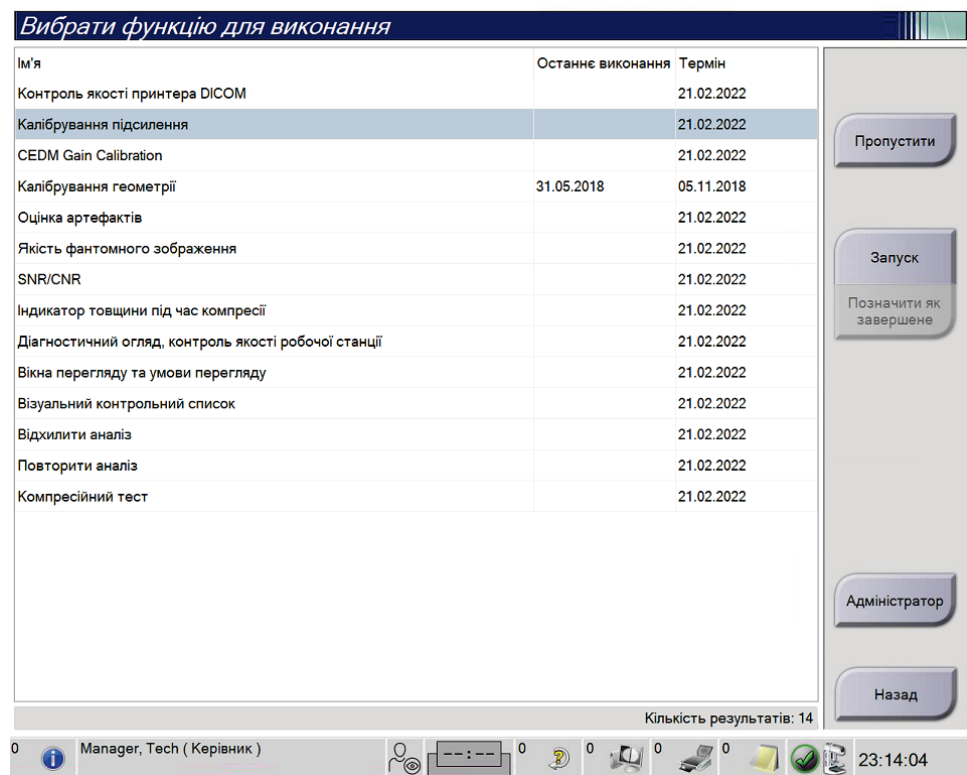 Вибрати функцію для виконання
Ім'я Останнє виконання Термін
Контроль якості принтера DICOM 21.02.2022
Калібрування підсилення 21.02.2022
CEDM Gain Calibration 21.02.2022
Калібрування геометрії 31.05.2018 05.11.2018
Оцінка артефактів 21.02.2022
Якість фантомного зображення 21.02.2022
SNR/CNR 21.02.2022
Індикатор товщини під час компресії 21.02.2022
Діагностичний огляд, контроль якості робочої станції 21.02.2022
Вікна перегляду та умови перегляду 21.02.2022
Візуальний контрольний список 21.02.2022
Відхилити аналіз 21.02.2022
Повторити аналіз 21.02.2022
Компресійний тест 21.02.2022
Кількість результатів: 14
Пропустити
Запуск
Позначити як
завершене
Адміністратор
Назад
0 Manager, Tech ( Керівник ) --:-- 0 0 0 0 23:14:04